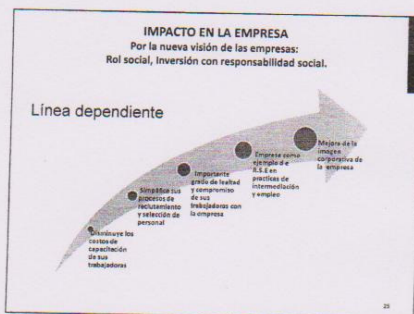 IMPACTO EN LA EMPRESA
Por la nueva visión de las empresas:
Rol social, Inversión con responsabilidad social.
Línea dependiente
Disminuye los
costos de
capacitación
de sus
trabajadoras
Simplifica sus
procesos de
reclutamiento
y selección de
personal
Importante
grado de lealtad
y compromiso
de sus
trabajadores con
la empresa
Empresa como
ejemplo de
R.S.E en
practicas de
intermediación
y empleo
Mejora de la
imagen
corporativa de
la empresa
25